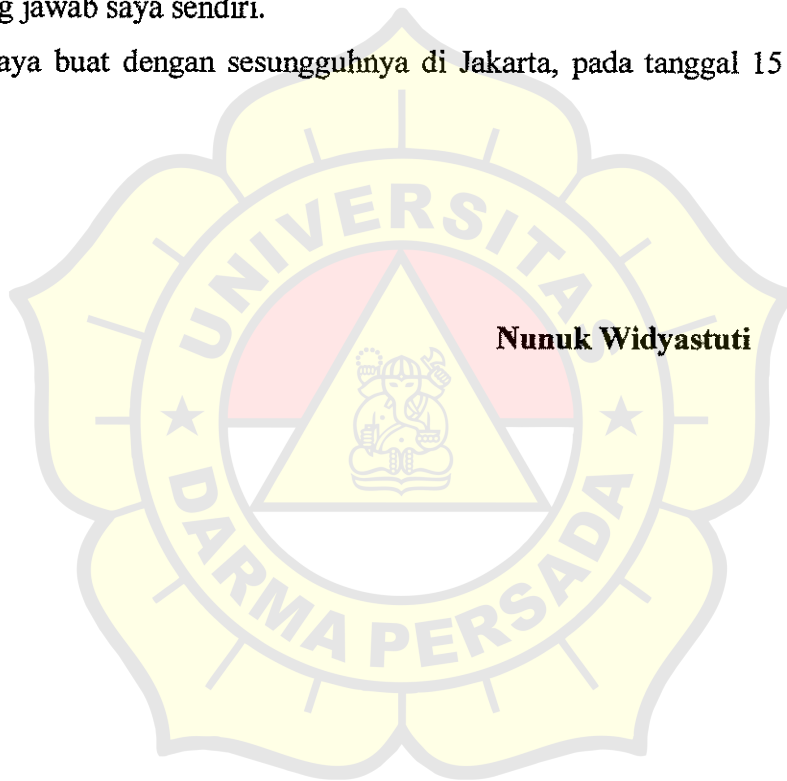 g jawab saya sendiri.
aya buat dengan sesungguhnya di Jakarta, pada tanggal 15
UNIVERSITAS
Nunuk Widyastuti
DARMA PERSADA